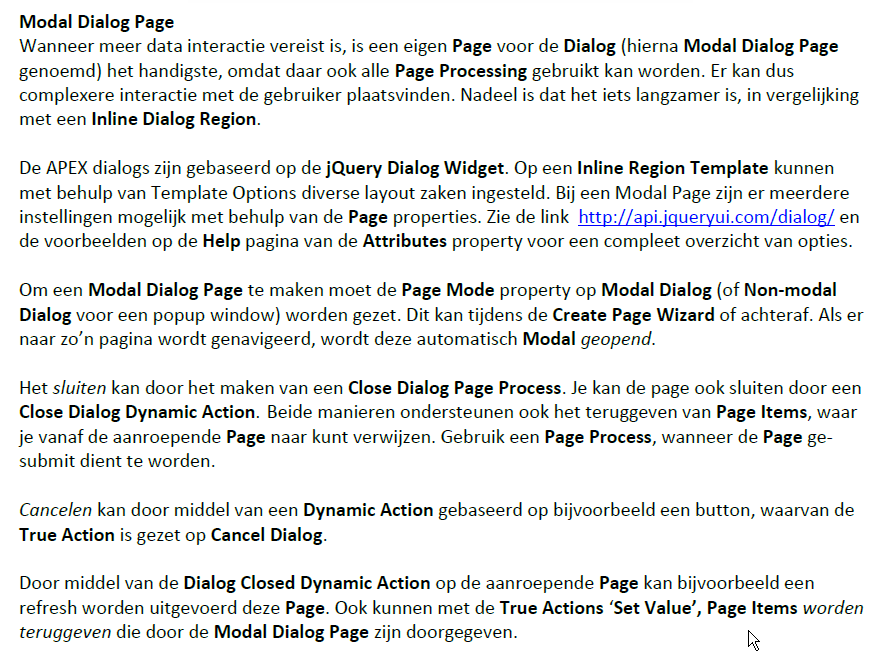 Modal Dialog Page
Wanneer meer data interactie vereist is, is een eigen Page voor de Dialog (hierna Modal Dialog Page
genoemd) het handigste, omdat daar ook alle Page Processing gebruikt kan worden. Er kan dus
complexere interactie met de gebruiker plaatsvinden. Nadeel is dat het iets langzamer is, in vergelijking
met een Inline Dialog Region.
De APEX dialogs zijn gebaseerd op de jQuery Dialog Widget. Op een Inline Region Template kunnen
met behulp van Template Options diverse layout zaken ingesteld. Bij een Modal Page zijn er meerdere
instellingen mogelijk met behulp van de Page properties. Zie de link http://api.jqueryui.com/dialog/ en
de voorbeelden op de Help pagina van de Attributes property voor een compleet overzicht van opties.
Om een Modal Dialog Page te maken moet de Page Mode property op Modal Dialog (of Non-modal
Dialog voor een popup window) worden gezet. Dit kan tijdens de Create Page Wizard of achteraf. Als er
naar zo’n pagina wordt genavigeerd, wordt deze automatisch Modal geopend.
Het sluiten kan door het maken van een Close Dialog Page Process. Je kan de page ook sluiten door een
Close Dialog Dynamic Action. Beide manieren ondersteunen ook het teruggeven van Page Items, waar
je vanaf de aanroepende Page naar kunt verwijzen. Gebruik een Page Process, wanneer de Page ge-
submit dient te worden.
Cancelen kan door middel van een Dynamic Action gebaseerd op bijvoorbeeld een button, waarvan de
True Action is gezet op Cancel Dialog.
Door middel van de Dialog Closed Dynamic Action op de aanroepende Page kan bijvoorbeeld een
refresh worden uitgevoerd deze Page. Ook kunnen met de True Actions ‘Set Value’, Page Items worden
teruggeven die door de Modal Dialog Page zijn doorgegeven.